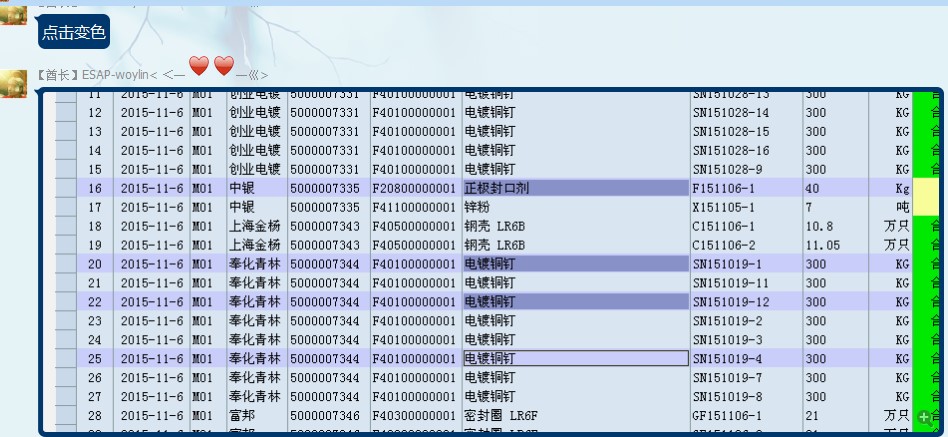 点击变色
【酋长】ESAP-woylin< <—❤❤—巛>
11 2015-11-6 M01 创业电镀 5000007331 F40100000001 电镀铜钉 SN151028-13 300 KG
12 2015-11-6 M01 创业电镀 5000007331 F40100000001 电镀铜钉 SN151028-14 300 KG
13 2015-11-6 M01 创业电镀 5000007331 F40100000001 电镀铜钉 SN151028-15 300 KG
14 2015-11-6 M01 创业电镀 5000007331 F40100000001 电镀铜钉 SN151028-16 300 KG
15 2015-11-6 M01 创业电镀 5000007331 F40100000001 电镀铜钉 SN151028-9 300 KG
16 2015-11-6 M01 中银 5000007335 F20800000001 正极封口剂 F151106-1 40 Kg
17 2015-11-6 M01 中银 5000007335 F41100000001 锌粉 X151105-1 7 吨
18 2015-11-6 M01 上海金杨 5000007343 F40500000001 钢壳 LR6B C151106-1 10.8 万只
19 2015-11-6 M01 上海金杨 5000007343 F40500000001 钢壳 LR6B C151106-2 11.05 万只
20 2015-11-6 M01 奉化青林 5000007344 F40100000001 电镀铜钉 SN151019-1 300 KG
21 2015-11-6 M01 奉化青林 5000007344 F40100000001 电镀铜钉 SN151019-11 300 KG
22 2015-11-6 M01 奉化青林 5000007344 F40100000001 电镀铜钉 SN151019-12 300 KG
23 2015-11-6 M01 奉化青林 5000007344 F40100000001 电镀铜钉 SN151019-2 300 KG
24 2015-11-6 M01 奉化青林 5000007344 F40100000001 电镀铜钉 SN151019-3 300 KG
25 2015-11-6 M01 奉化青林 5000007344 F40100000001 电镀铜钉 SN151019-4 300 KG
26 2015-11-6 M01 奉化青林 5000007344 F40100000001 电镀铜钉 SN151019-7 300 KG
27 2015-11-6 M01 奉化青林 5000007344 F40100000001 电镀铜钉 SN151019-8 300 KG
28 2015-11-6 M01 富邦 5000007346 F40300000001 密封圈 LR6F GF151106-1 21 万只